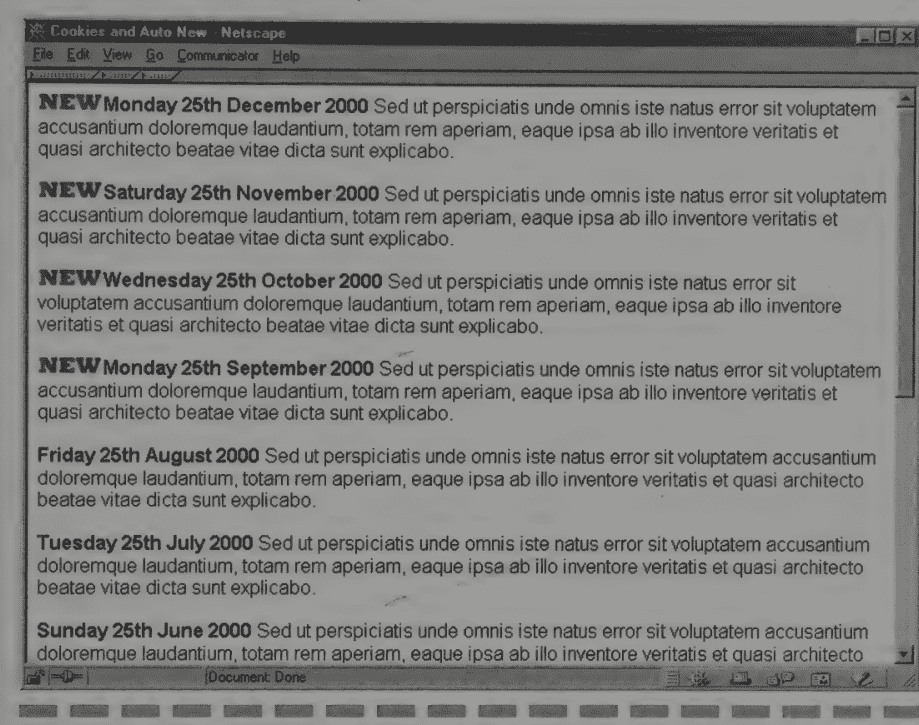 Cookies and Auto New - Netscape
File Edit View Go Communicator Help
NEW Monday 25th December 2000 Sed ut perspiciatis unde omnis iste natus error sit voluptatem
accusantium doloremque laudantium, totam rem aperiam, eaque ipsa ab illo inventore veritatis et
quasi architecto beatae vitae dicta sunt explicabo.
NEW Saturday 25th November 2000 Sed ut perspiciatis unde omnis iste natus error sit voluptatem
accusantium doloremque laudantium, totam rem aperiam, eaque ipsa ab illo inventore veritatis et
quasi architecto beatae vitae dicta sunt explicabo.
NEW Wednesday 25th October 2000 Sed ut perspiciatis unde omnis iste natus error sit
voluptatem accusantium doloremque laudantium, totam rem aperiam, eaque ipsa ab illo inventore
veritatis et quasi architecto beatae vitae dicta sunt explicabo.
NEW Monday 25th September 2000 Sed ut perspiciatis unde omnis iste natus error sit voluptatem
accusantium doloremque laudantium, totam rem aperiam, eaque ipsa ab illo inventore veritatis et
quasi architecto beatae vitae dicta sunt explicabo.
Friday 25th August 2000 Sed ut perspiciatis unde omnis iste natus error sit voluptatem accusantium
doloremque laudantium, totam rem aperiam, eaque ipsa ab illo inventore veritatis et quasi architecto
beatae vitae dicta sunt explicabo.
Tuesday 25th July 2000 Sed ut perspiciatis unde omnis iste natus error sit voluptatem accusantium
doloremque laudantium, totam rem aperiam, eaque ipsa ab illo inventore veritatis et quasi architecto
beatae vitae dicta sunt explicabo.
Sunday 25th June 2000 Sed ut perspiciatis unde omnis iste natus error sit voluptatem accusantium
doloremque laudantium, totam rem aperiam, eaque ipsa ab illo inventore veritatis et quasi architecto
Document: Done